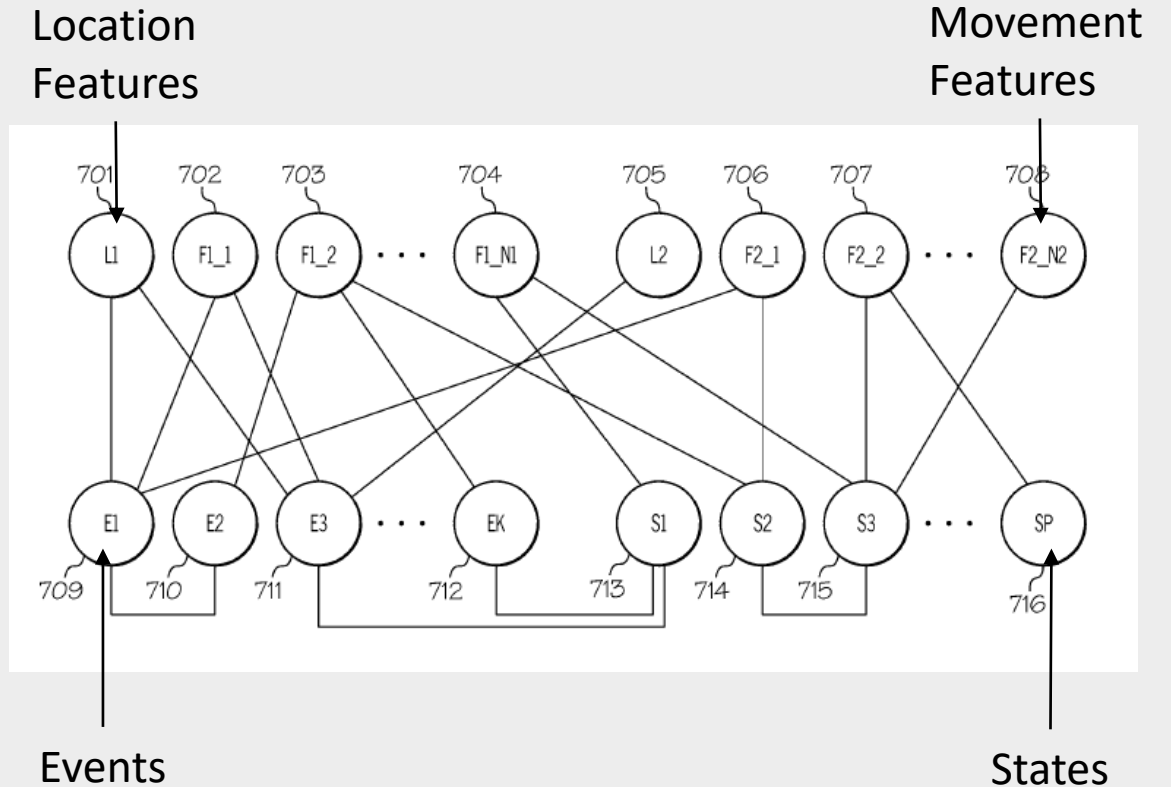 Location
Features
Movement
Features
701 702 703 704 705 706 707 708
L1 F1_1 F1_2 • • • F1_N1 L2 F2_1 F2_2 • • • F2_N2
E1 E2 E3 • • • EK S1 S2 S3 • • • SP
709 710 711 712 713 714 715 716
Events
States